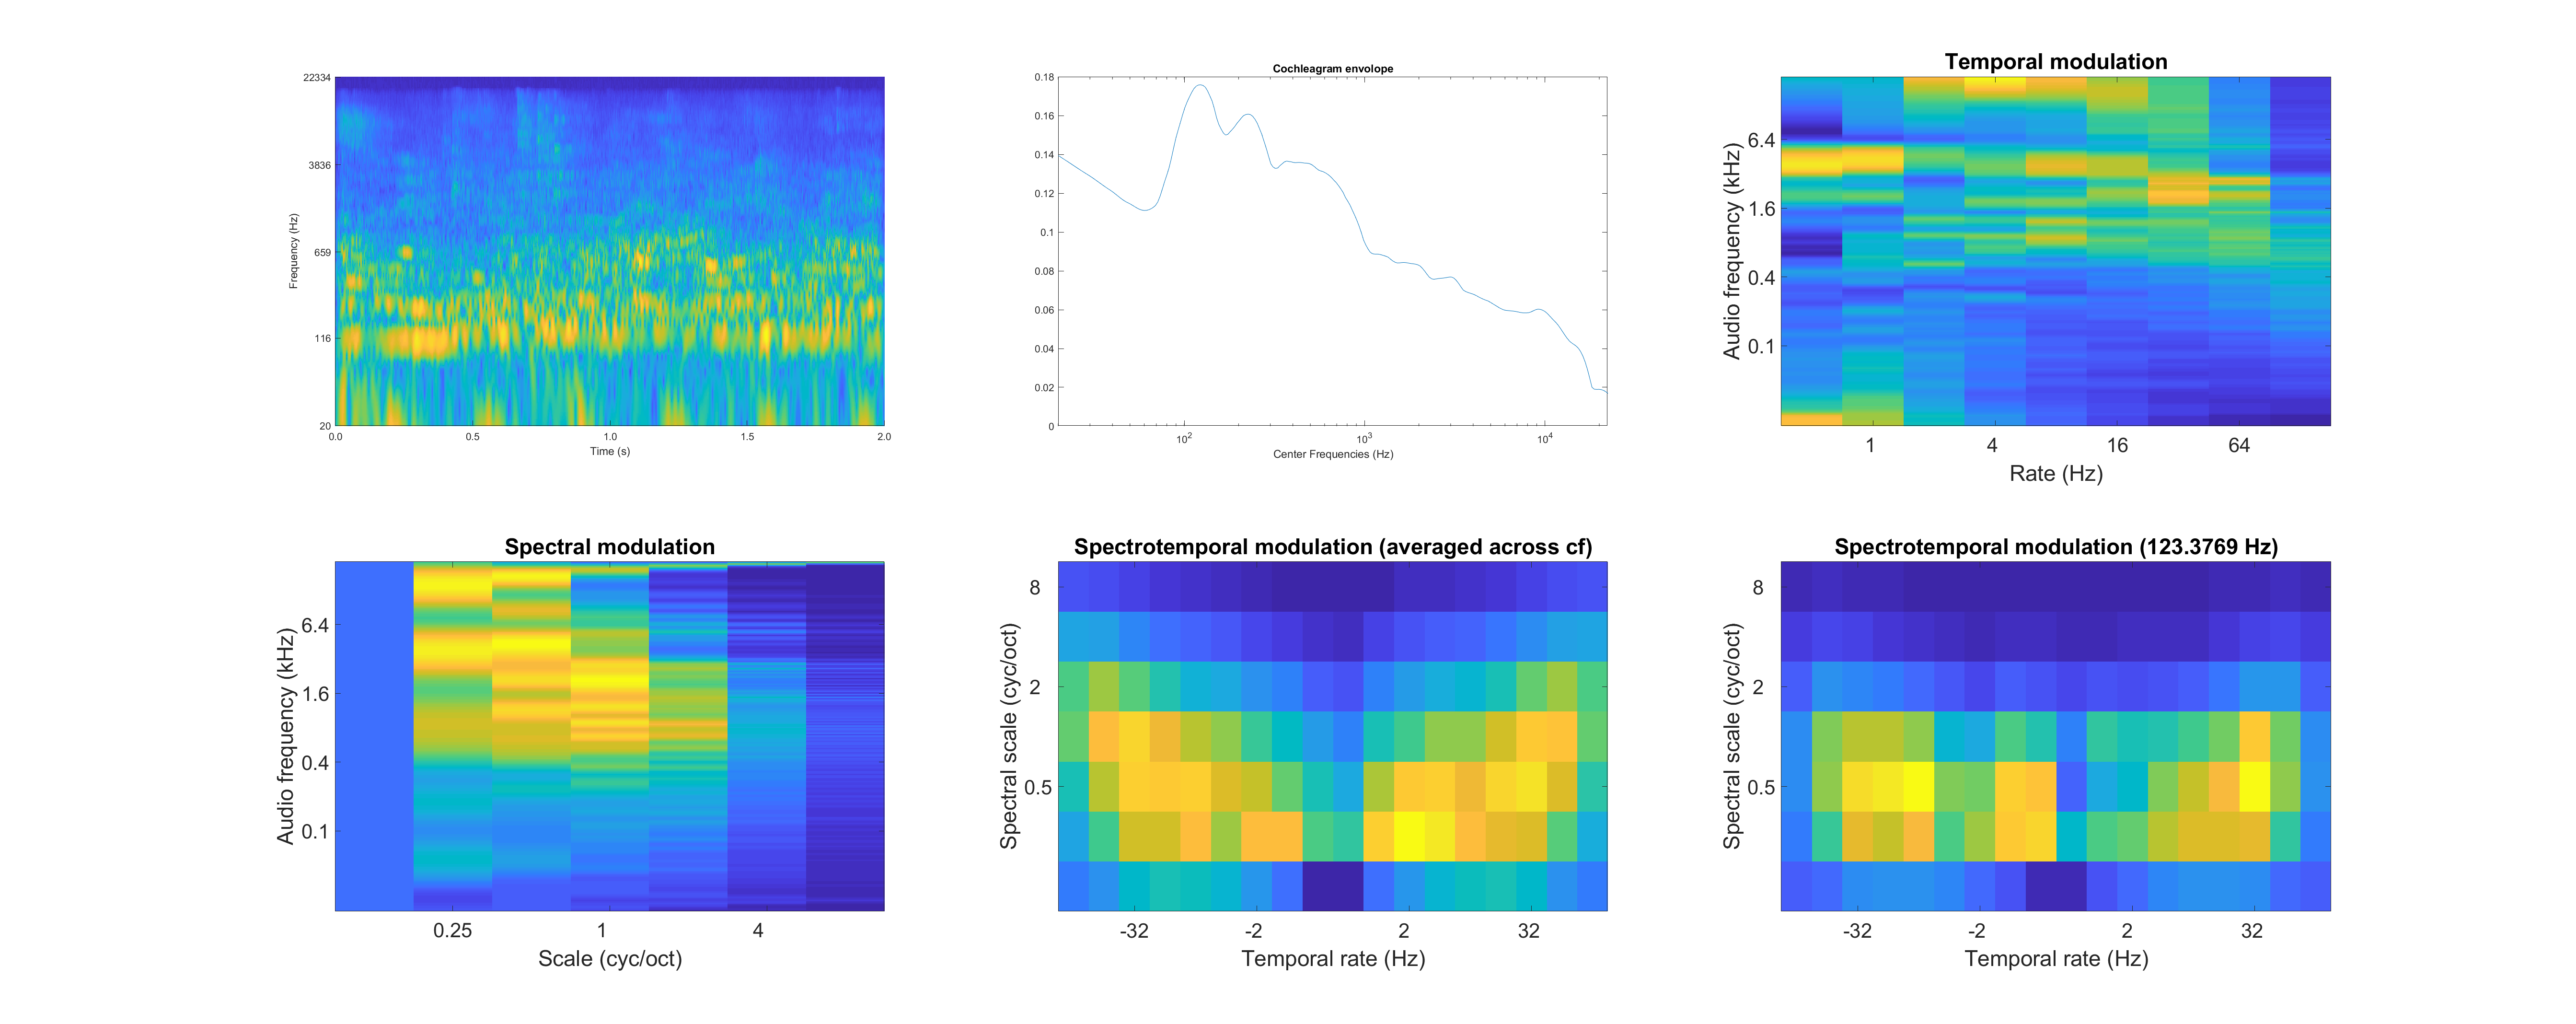 22334
3836
659
116
20
Frequency (Hz)
0.0 0.5 1.0 1.5 2.0
Time (s)
Cochleagram envolope
0.18
0.16
0.14
0.12
0.1
0.08
0.06
0.04
0.02
0
10² 10³ 10⁴
Center Frequencies (Hz)
Temporal modulation
6.4
1.6
0.4
0.1
Audio frequency (kHz)
1 4 16 64
Rate (Hz)
Spectral modulation
6.4
1.6
0.4
0.1
Audio frequency (kHz)
0.25 1 4
Scale (cyc/oct)
Spectrotemporal modulation (averaged across cf)
8
2
0.5
Spectral scale (cyc/oct)
-32 -2 2 32
Temporal rate (Hz)
Spectrotemporal modulation (123.3769 Hz)
8
2
0.5
Spectral scale (cyc/oct)
-32 -2 2 32
Temporal rate (Hz)